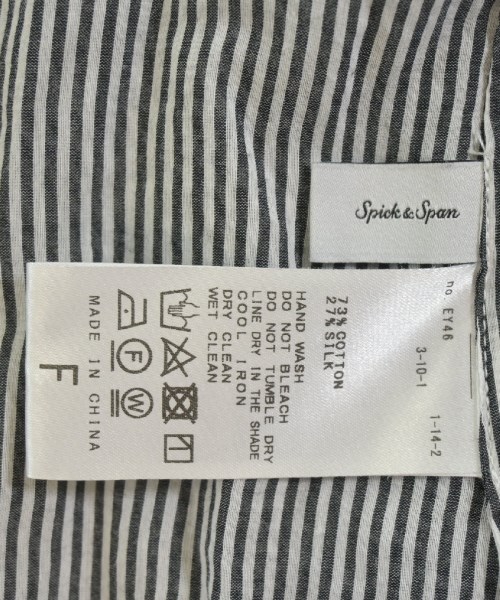 Spick & Span
no. EY46
3-10-1
1-14-2
73% COTTON
27% SILK
HAND WASH
DO NOT BLEACH
DO NOT TUMBLE DRY
LINE DRY IN THE SHADE
COOL IRON
DRY CLEAN
WET CLEAN
F W
MADE IN CHINA
F